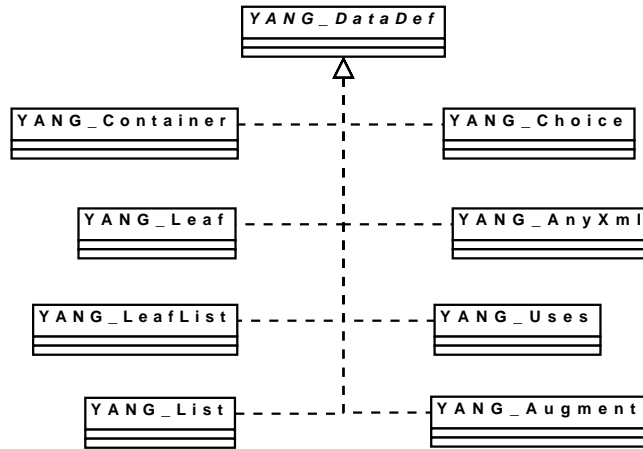 YANG_DataDef
YANG_Container
YANG_Choice
YANG_Leaf
YANG_AnyXml
YANG_LeafList
YANG_Uses
YANG_List
YANG_Augment